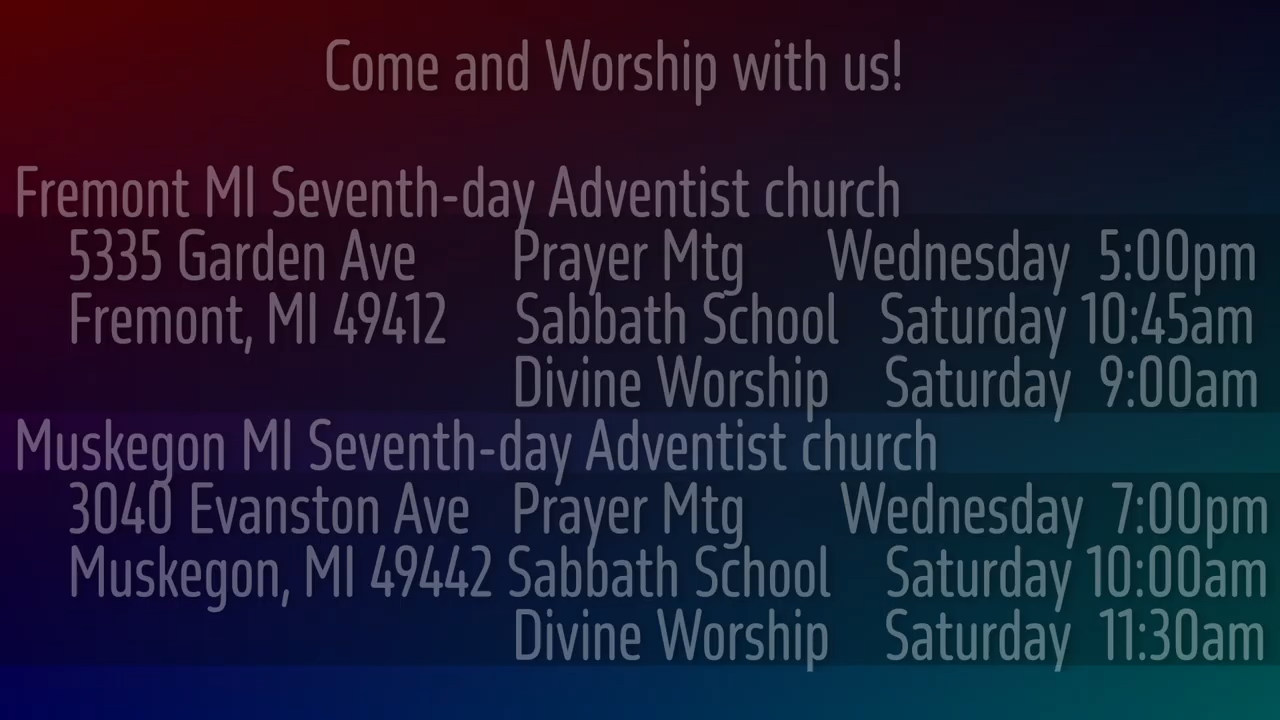 Come and Worship with us!
Fremont MI Seventh-day Adventist church
5335 Garden Ave Prayer Mtg Wednesday 5:00pm
Fremont, MI 49412 Sabbath School Saturday 10:45am
Divine Worship Saturday 9:00am
Muskegon MI Seventh-day Adventist church
3040 Evanston Ave Prayer Mtg Wednesday 7:00pm
Muskegon, MI 49442 Sabbath School Saturday 10:00am
Divine Worship Saturday 11:30am